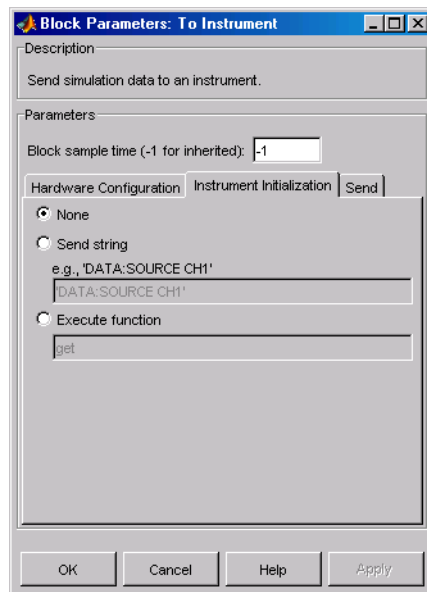 Block Parameters: To Instrument
Description
Send simulation data to an instrument.
Parameters
Block sample time (-1 for inherited): -1
Hardware Configuration Instrument Initialization Send
None
Send string
e.g., 'DATA:SOURCE CH1'
'DATA:SOURCE CH1'
Execute function
get
OK Cancel Help Apply